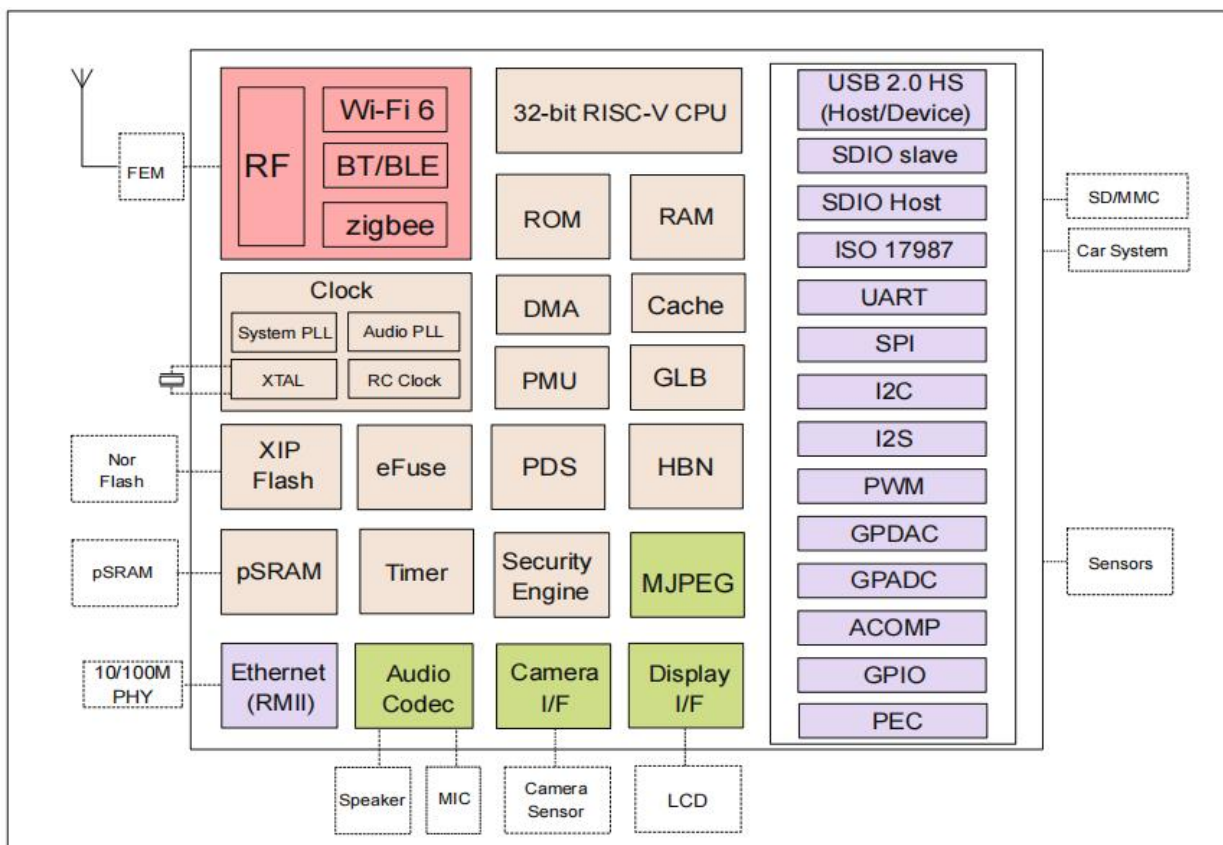 FEM
RF
Wi-Fi 6
BT/BLE
zigbee
32-bit RISC-V CPU
ROM
RAM
Clock
System PLL
Audio PLL
XTAL
RC Clock
DMA
Cache
PMU
GLB
Nor
Flash
XIP
Flash
eFuse
PDS
HBN
pSRAM
pSRAM
Timer
Security
Engine
MJPEG
10/100M
PHY
Ethernet
(RMII)
Audio
Codec
Camera
I/F
Display
I/F
Speaker
MIC
Camera
Sensor
LCD
USB 2.0 HS
(Host/Device)
SDIO slave
SDIO Host
ISO 17987
UART
SPI
I2C
I2S
PWM
GPDAC
GPADC
ACOMP
GPIO
PEC
SD/MMC
Car System
Sensors